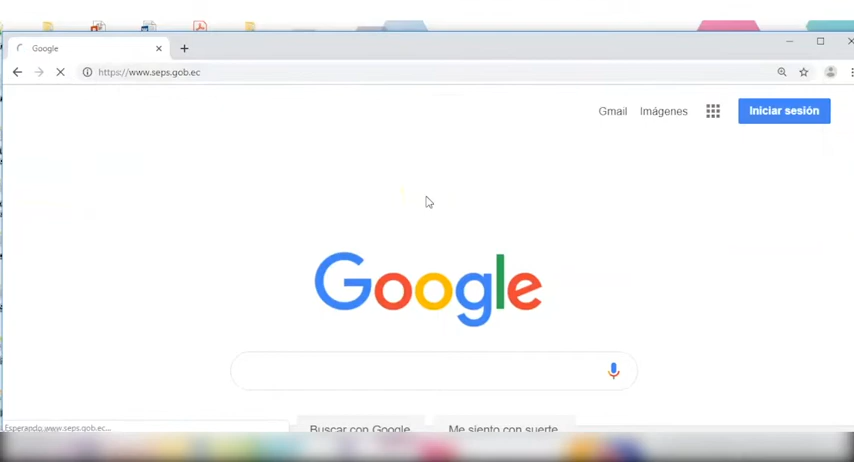 Google
https://www.seps.gob.ec
Gmail Imágenes Iniciar sesión
Google
Buscar con Google Me siento con suerte
Esperando www.seps.gob.ec...